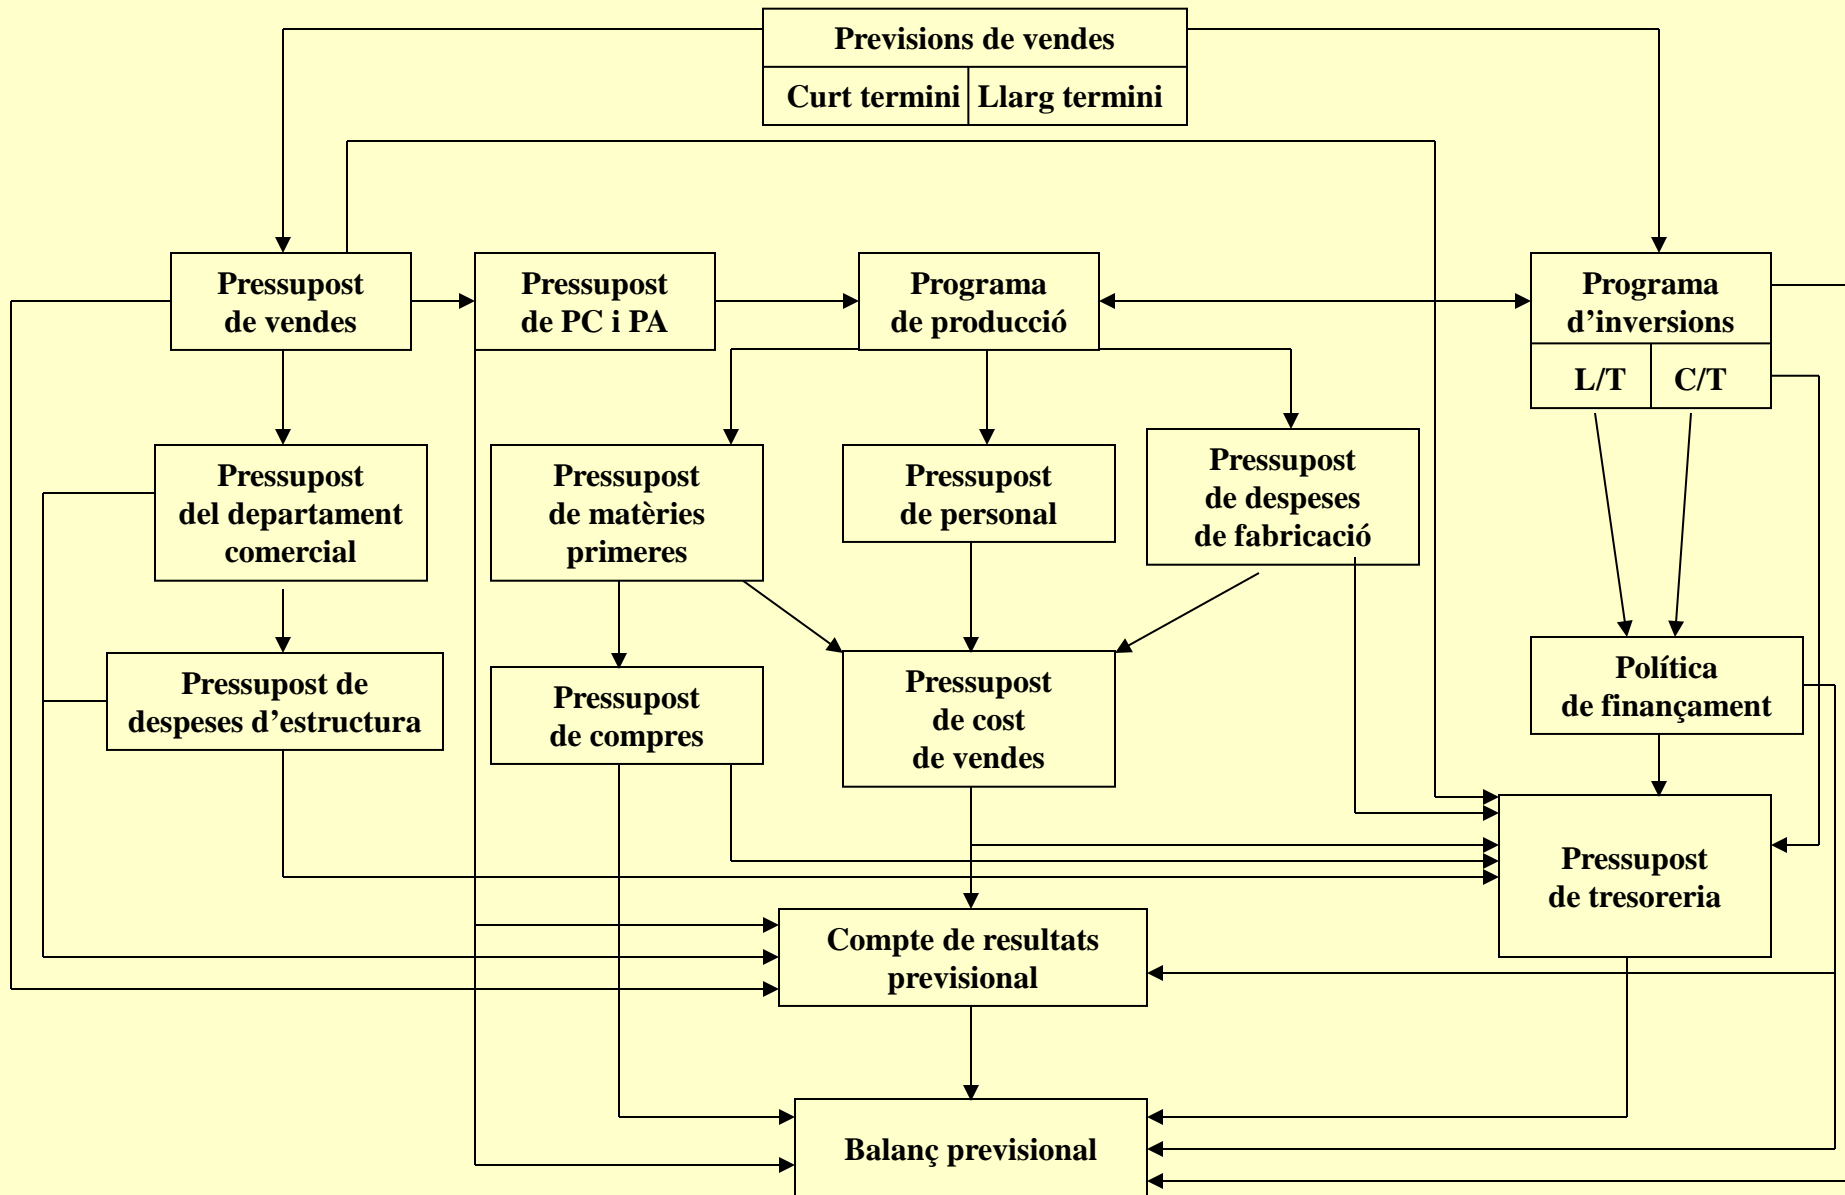 Previsions de vendes
Curt termini
Llarg termini
Pressupost
de vendes
Pressupost
de PC i PA
Programa
de producció
Programa
d’inversions
L/T
C/T
Pressupost
del departament
comercial
Pressupost
de matèries
primeres
Pressupost
de personal
Pressupost
de despeses
de fabricació
Pressupost de
despeses d’estructura
Pressupost
de compres
Pressupost
de cost
de vendes
Política
de finançament
Pressupost
de tresoreria
Compte de resultats
previsional
Balanç previsional